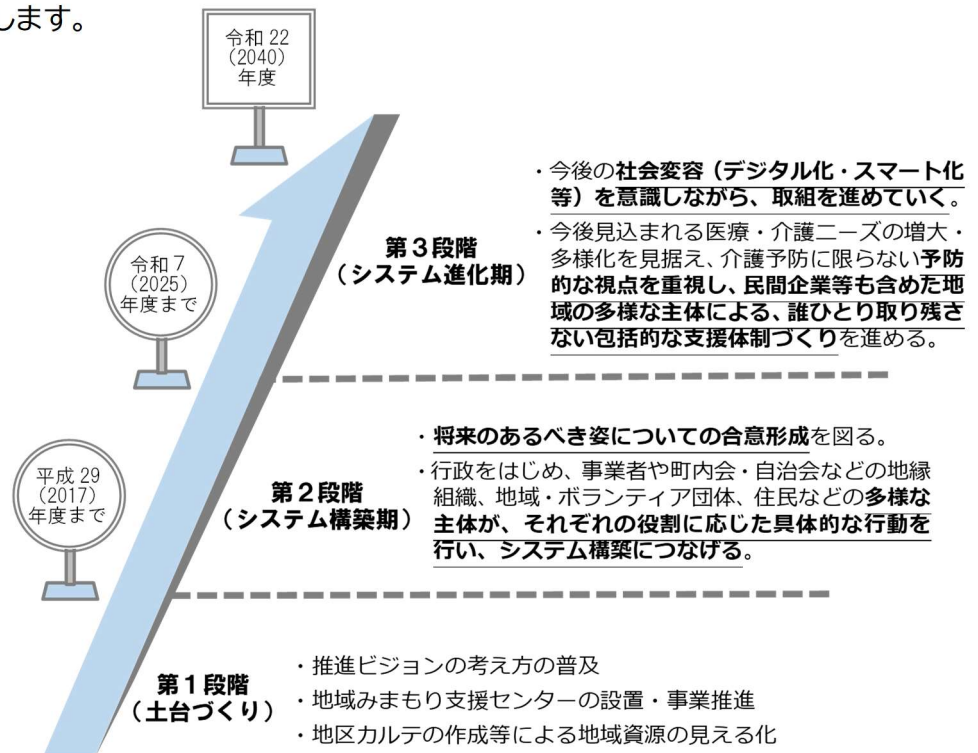 します。
令和 22
（2040）
年度
・今後の社会変容（デジタル化・スマート化
等）を意識しながら、取組を進めていく。
・今後見込まれる医療・介護ニーズの増大・
多様化を見据え、介護予防に限らない予防
的な視点を重視し、民間企業等も含めた地
域の多様な主体による、誰ひとり取り残さ
ない包括的な支援体制づくりを進める。
第３段階
（システム進化期）
令和 7
（2025）
年度まで
・将来のあるべき姿についての合意形成を図る。
・行政をはじめ、事業者や町内会・自治会などの地縁
組織、地域・ボランティア団体、住民などの多様な
主体が、それぞれの役割に応じた具体的な行動を
行い、システム構築につなげる。
第２段階
（システム構築期）
平成 29
（2017）
年度まで
第１段階
（土台づくり）
・推進ビジョンの考え方の普及
・地域みまもり支援センターの設置・事業推進
・地区カルテの作成等による地域資源の見える化